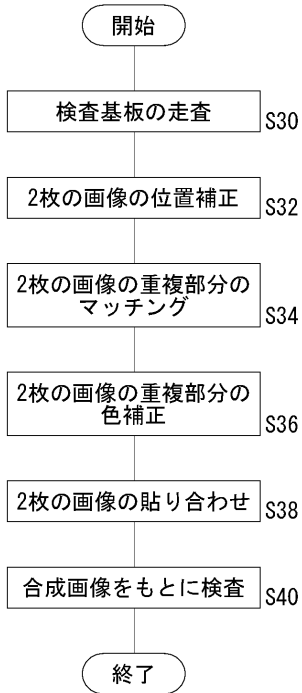 開始
検査基板の走査
S30
2枚の画像の位置補正
S32
2枚の画像の重複部分の
マッチング
S34
2枚の画像の重複部分の
色補正
S36
2枚の画像の貼り合わせ
S38
合成画像をもとに検査
S40
終了